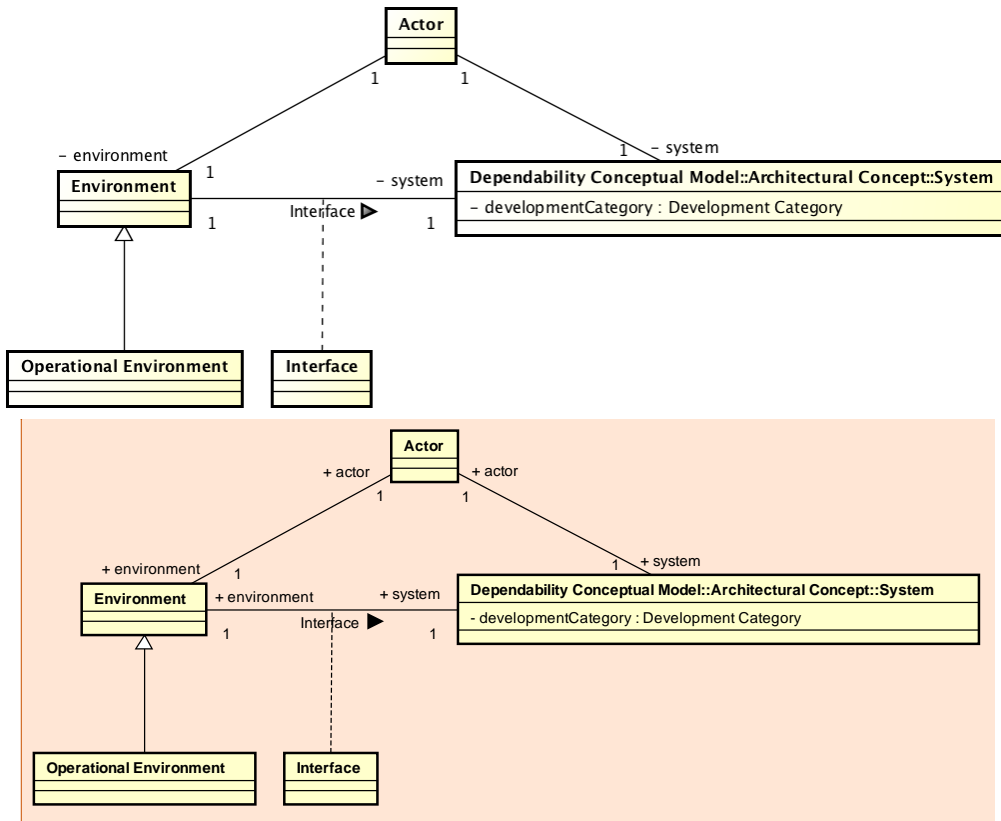 Actor
1
1
– environment
1
1
– system
Environment
– system
Dependability Conceptual Model::Architectural Concept::System
– developmentCategory : Development Category
Interface
1
1
Operational Environment
Interface
Actor
+ actor
+ actor
1
1
+ environment
1
1
+ system
Environment
+ environment
+ system
Dependability Conceptual Model::Architectural Concept::System
- developmentCategory : Development Category
Interface
1
1
Operational Environment
Interface